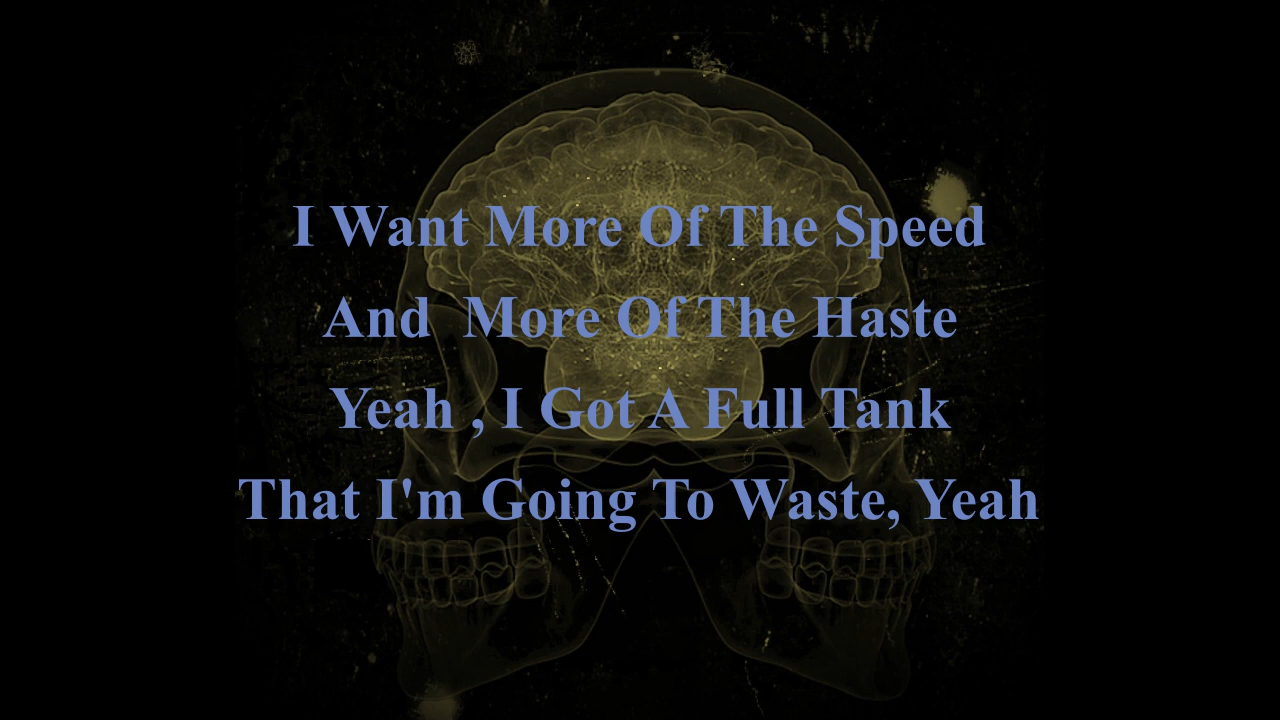 I Want More Of The Speed
And  More Of The Haste
Yeah , I Got A Full Tank
That I'm Going To Waste, Yeah